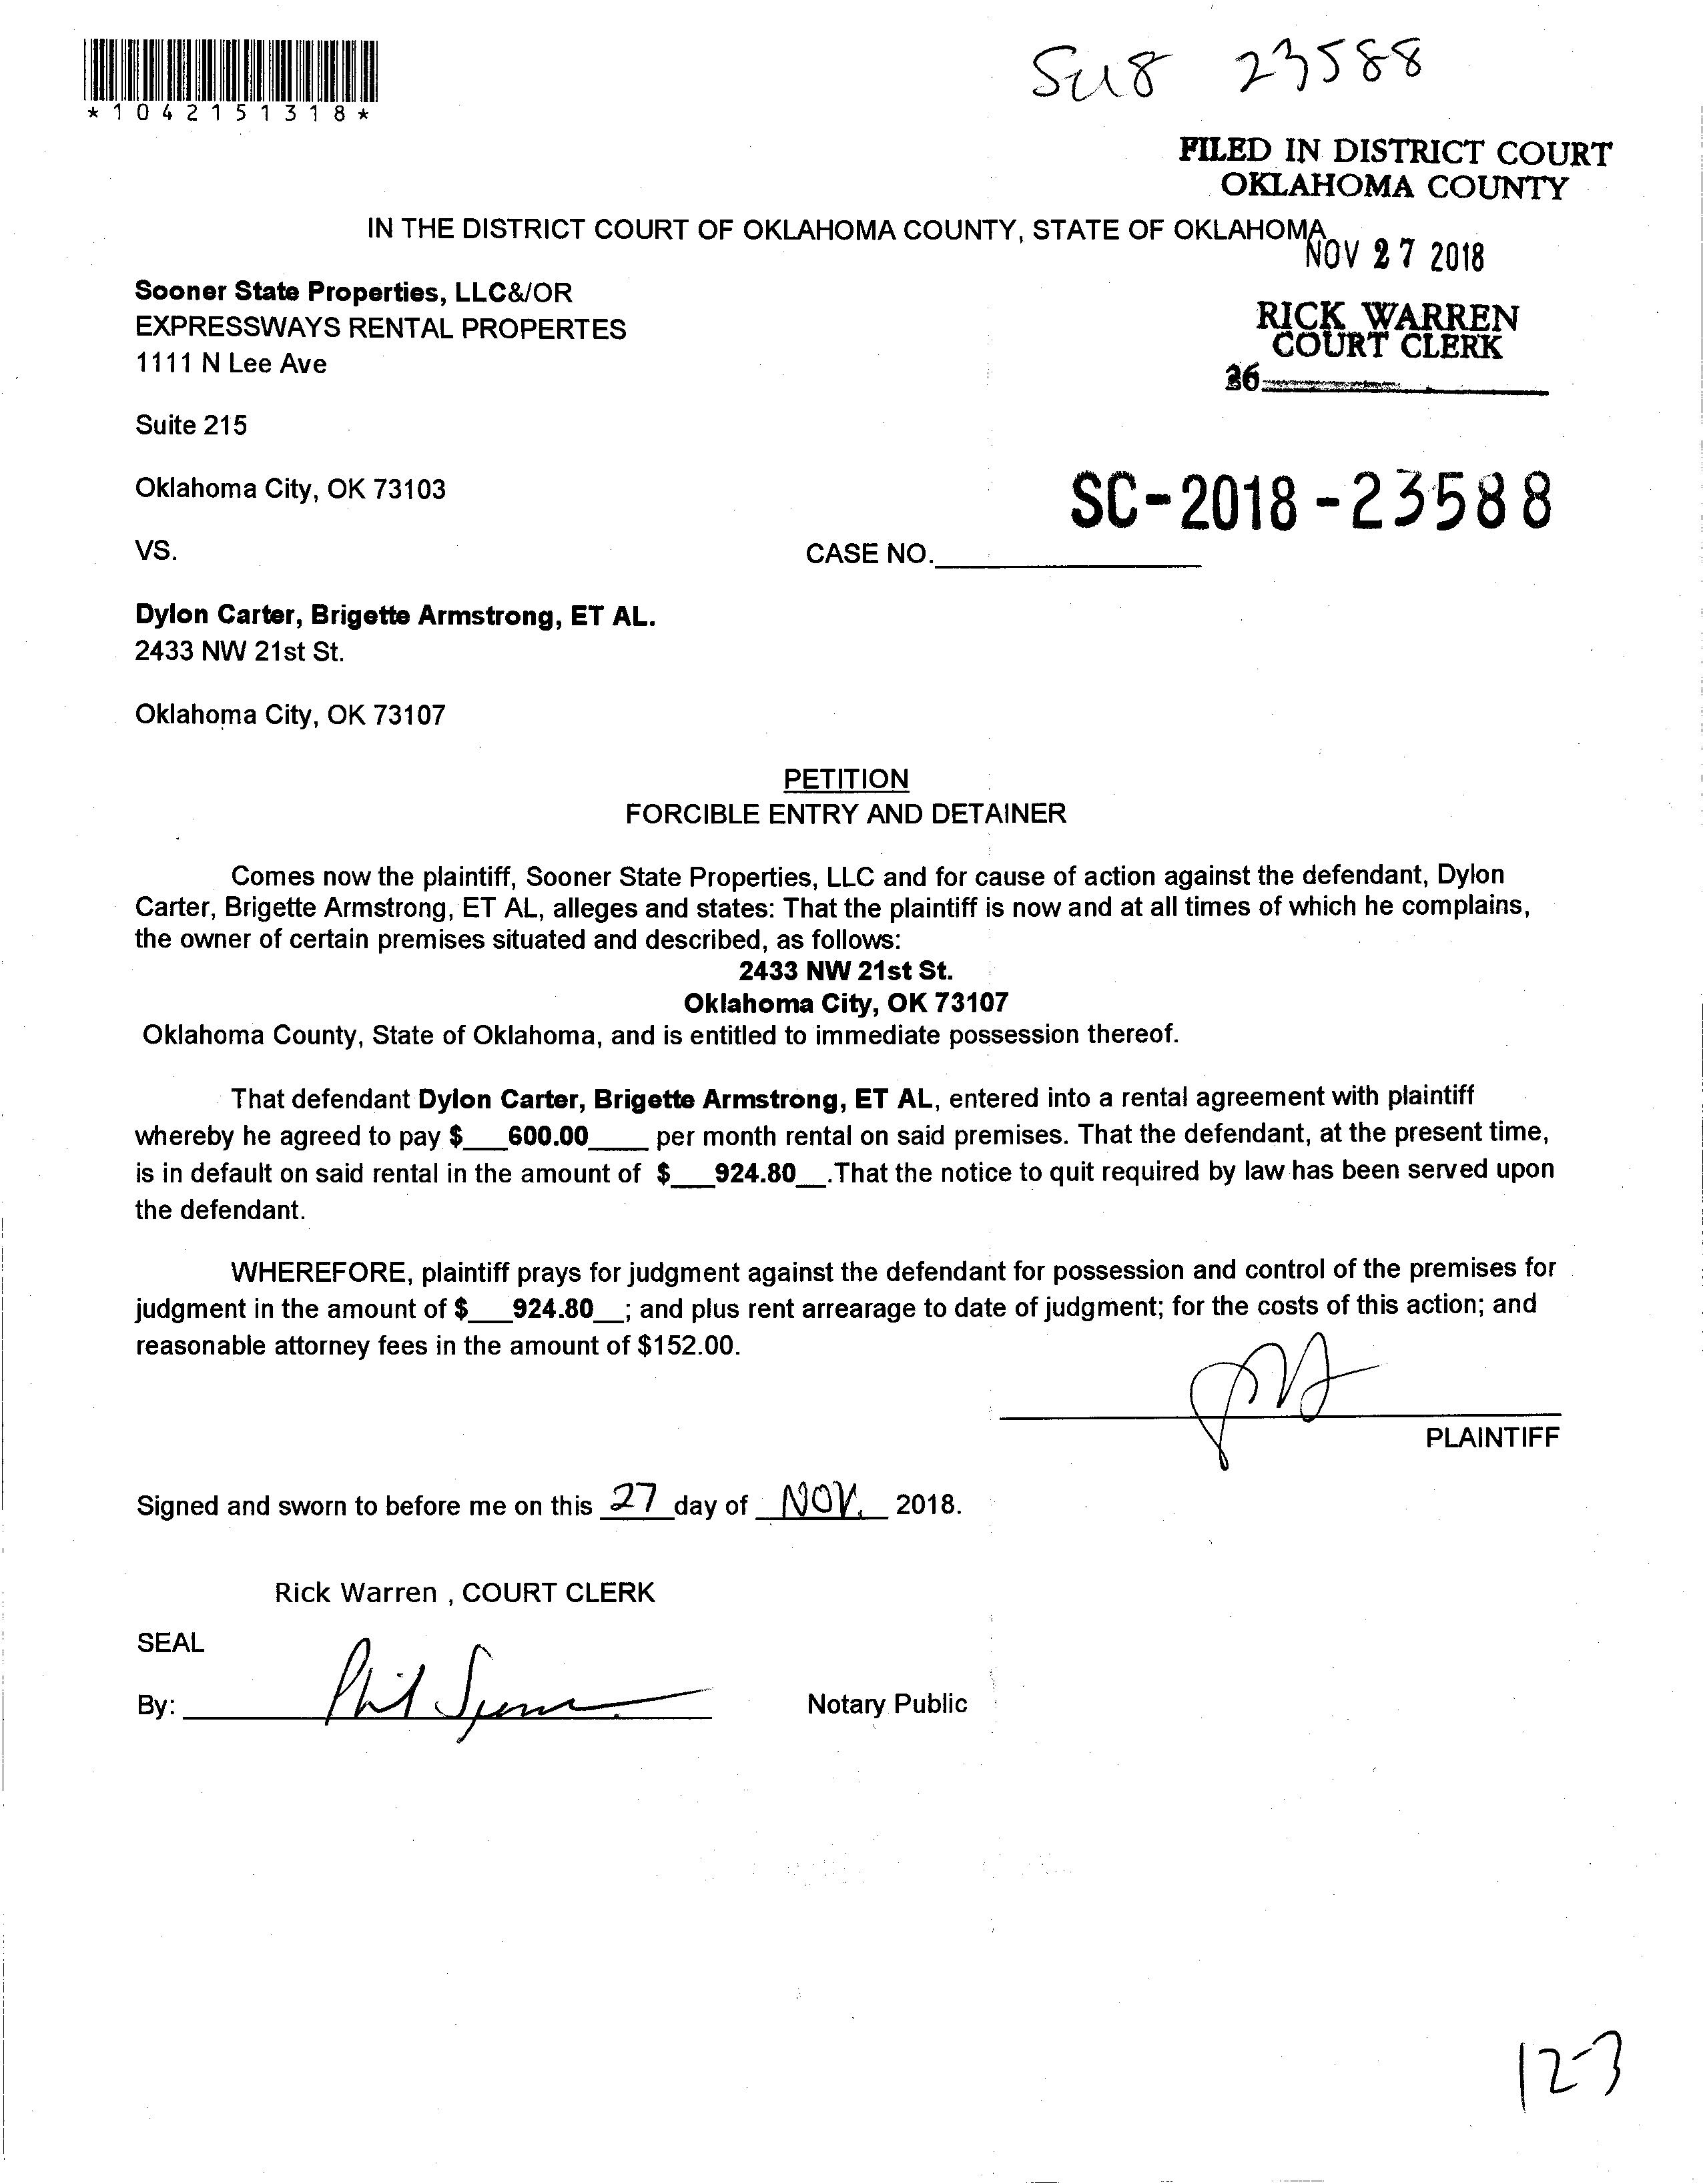 *1042151318*
23588
FILED IN DISTRICT COURT
OKLAHOMA COUNTY
IN THE DISTRICT COURT OF OKLAHOMA COUNTY, STATE OF OKLAHOMA
NOV 27 2018
Sooner State Properties, LLC&/OR
EXPRESSWAYS RENTAL PROPERTES
1111 N Lee Ave
RICK WARREN
COURT CLERK
36
Suite 215
Oklahoma City, OK 73103
SC-2018-23588
VS.
CASE NO.
Dylon Carter, Brigette Armstrong, ET AL.
2433 NW 21st St.
Oklahoma City, OK 73107
PETITION
FORCIBLE ENTRY AND DETAINER
Comes now the plaintiff, Sooner State Properties, LLC and for cause of action against the defendant, Dylon
Carter, Brigette Armstrong, ET AL, alleges and states: That the plaintiff is now and at all times of which he complains,
the owner of certain premises situated and described, as follows:
2433 NW 21st St.
Oklahoma City, OK 73107
Oklahoma County, State of Oklahoma, and is entitled to immediate possession thereof.
That defendant Dylon Carter, Brigette Armstrong, ET AL, entered into a rental agreement with plaintiff
whereby he agreed to pay $___600.00____ per month rental on said premises. That the defendant, at the present time,
is in default on said rental in the amount of $___924.80__.That the notice to quit required by law has been served upon
the defendant.
WHEREFORE, plaintiff prays for judgment against the defendant for possession and control of the premises for
judgment in the amount of $___924.80__; and plus rent arrearage to date of judgment; for the costs of this action; and
reasonable attorney fees in the amount of $152.00.
PLAINTIFF
Signed and sworn to before me on this 27 day of NOV. 2018.
Rick Warren , COURT CLERK
SEAL
By: Phil
Notary Public
12-3